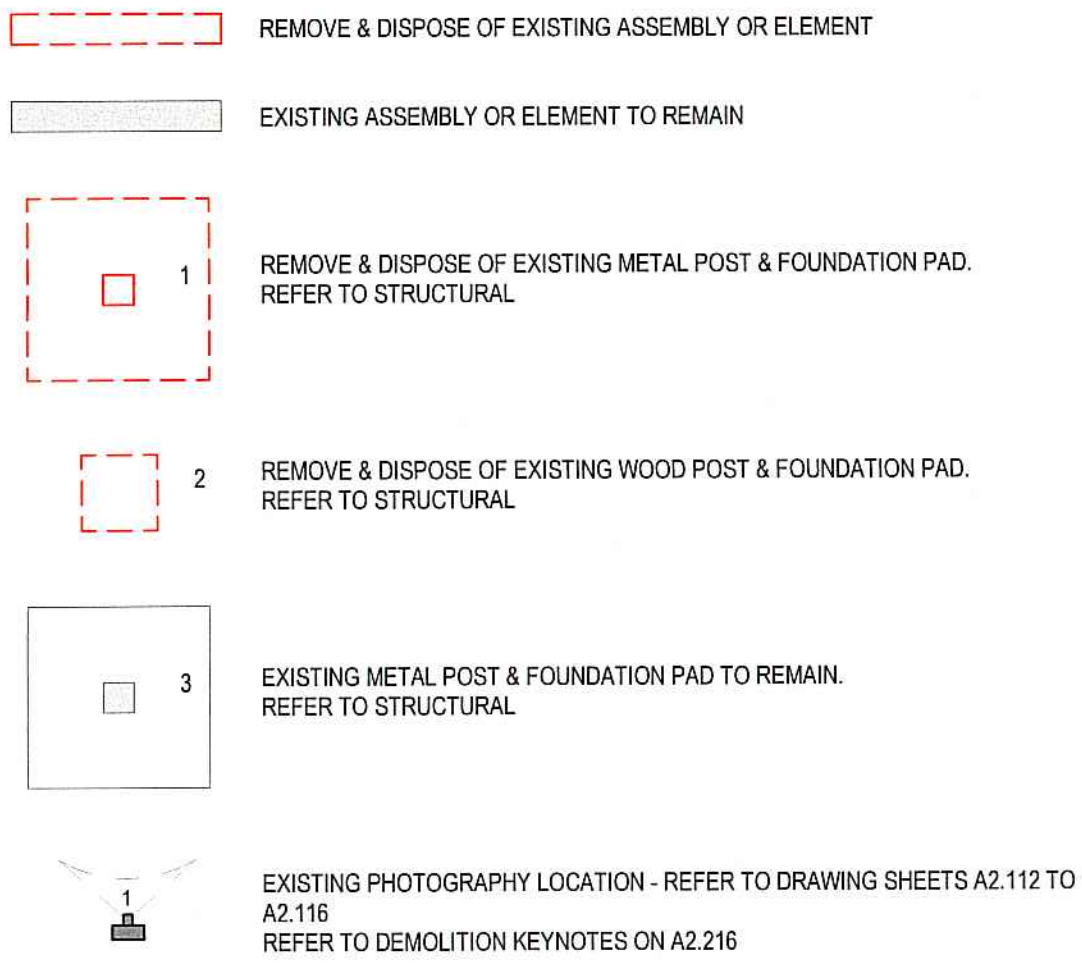 REMOVE & DISPOSE OF EXISTING ASSEMBLY OR ELEMENT
EXISTING ASSEMBLY OR ELEMENT TO REMAIN
1
REMOVE & DISPOSE OF EXISTING METAL POST & FOUNDATION PAD.
REFER TO STRUCTURAL
2
REMOVE & DISPOSE OF EXISTING WOOD POST & FOUNDATION PAD.
REFER TO STRUCTURAL
3
EXISTING METAL POST & FOUNDATION PAD TO REMAIN.
REFER TO STRUCTURAL
1
EXISTING PHOTOGRAPHY LOCATION - REFER TO DRAWING SHEETS A2.112 TO
A2.116
REFER TO DEMOLITION KEYNOTES ON A2.216